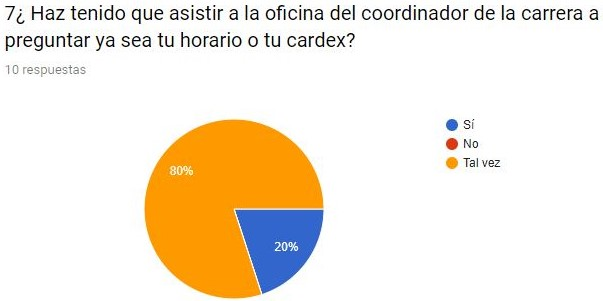 7¿ Haz tenido que asistir a la oficina del coordinador de la carrera a
preguntar ya sea tu horario o tu cardex?
10 respuestas
Sí
No
Tal vez
80%
20%